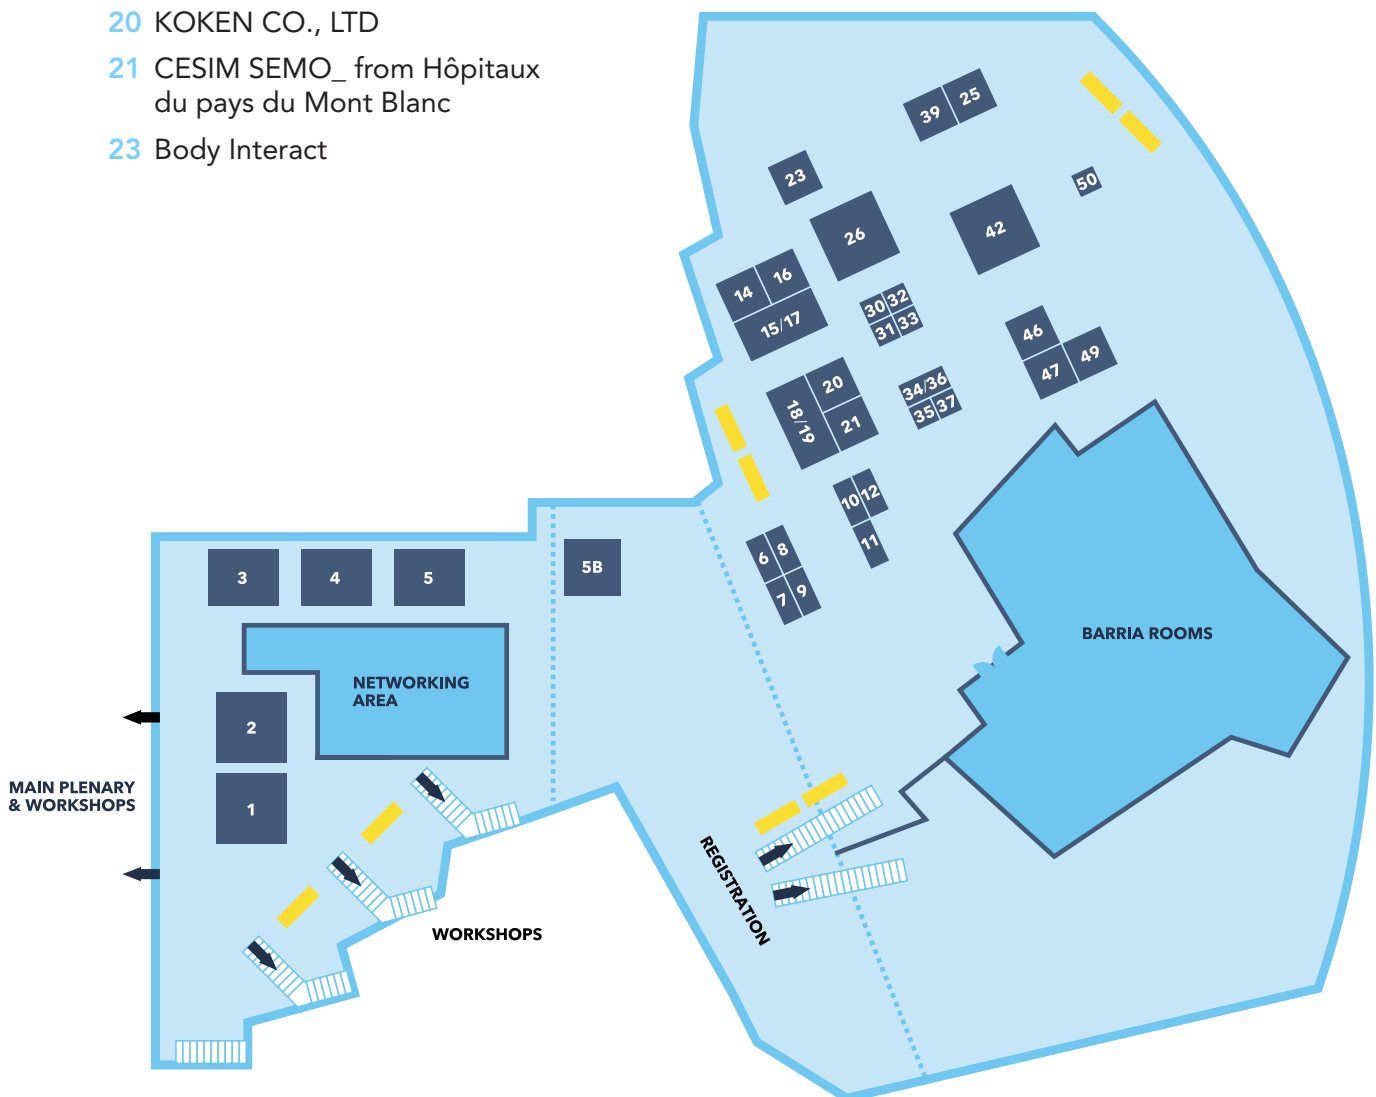 20 KOKEN CO., LTD
21 CESIM SEMO_ from Hôpitaux
du pays du Mont Blanc
23 Body Interact
39
25
23
50
26
42
14
16
15/17
30
32
31
33
46
49
47
34/36
35
37
18/19
20
21
10
12
11
6
8
7
9
3
4
5
5B
NETWORKING
AREA
BARRIA ROOMS
2
1
MAIN PLENARY
& WORKSHOPS
REGISTRATION
WORKSHOPS